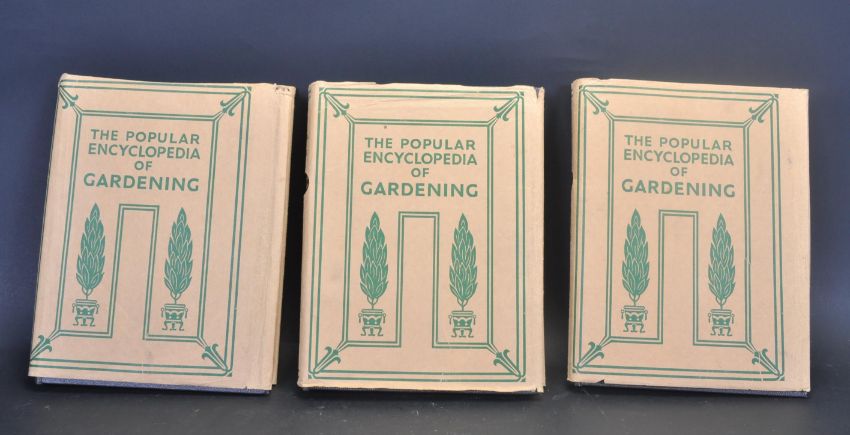 THE POPULAR
ENCYCLOPEDIA
OF
GARDENING
THE POPULAR
ENCYCLOPEDIA
OF
GARDENING
THE POPULAR
ENCYCLOPEDIA
OF
GARDENING